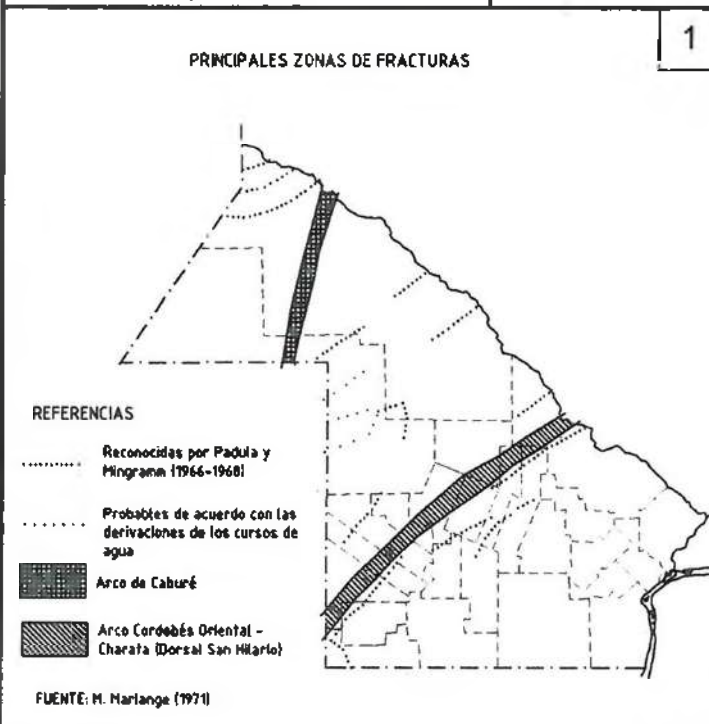 1
PRINCIPALES ZONAS DE FRACTURAS
REFERENCIAS
Reconocidas por Padula y
Mingramm (1966-1968)
Probables de acuerdo con las
derivaciones de los cursos de
agua
Arco de Caburé
Arco Cordobés Oriental -
Charata (Dorsal San Hilario)
FUENTE: M. Marlange (1971)